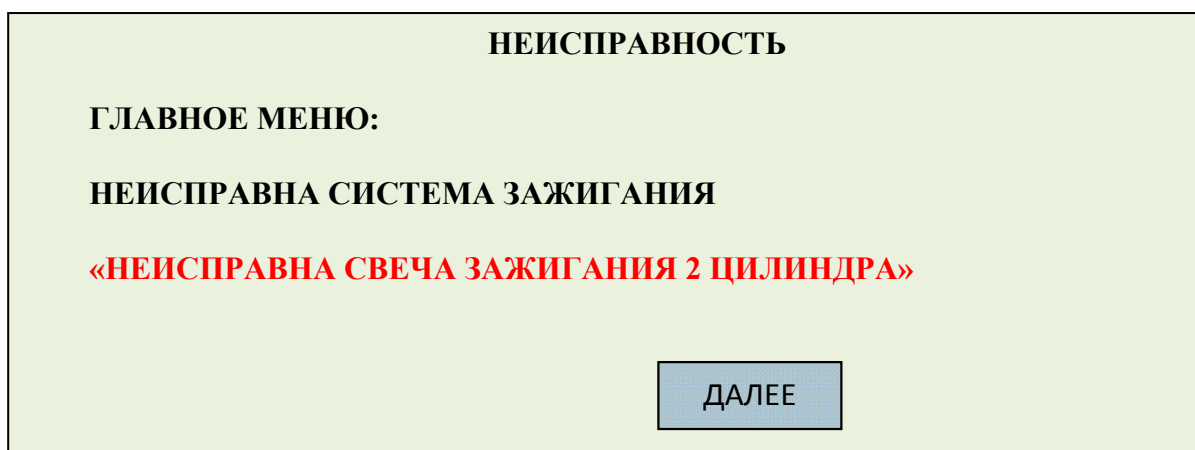 НЕИСПРАВНОСТЬ
ГЛАВНОЕ МЕНЮ:
НЕИСПРАВНА СИСТЕМА ЗАЖИГАНИЯ
«НЕИСПРАВНА СВЕЧА ЗАЖИГАНИЯ 2 ЦИЛИНДРА»
ДАЛЕЕ